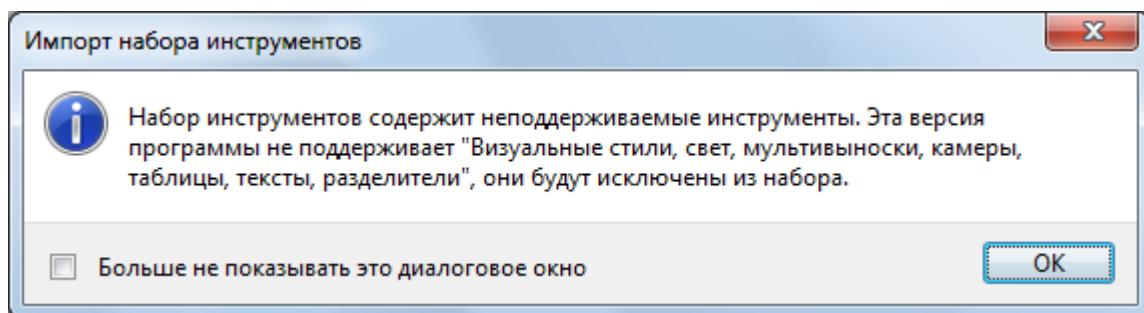 Импорт набора инструментов
Набор инструментов содержит неподдерживаемые инструменты. Эта версия
программы не поддерживает "Визуальные стили, свет, мультивыноски, камеры,
таблицы, тексты, разделители", они будут исключены из набора.
Больше не показывать это диалоговое окно
OK